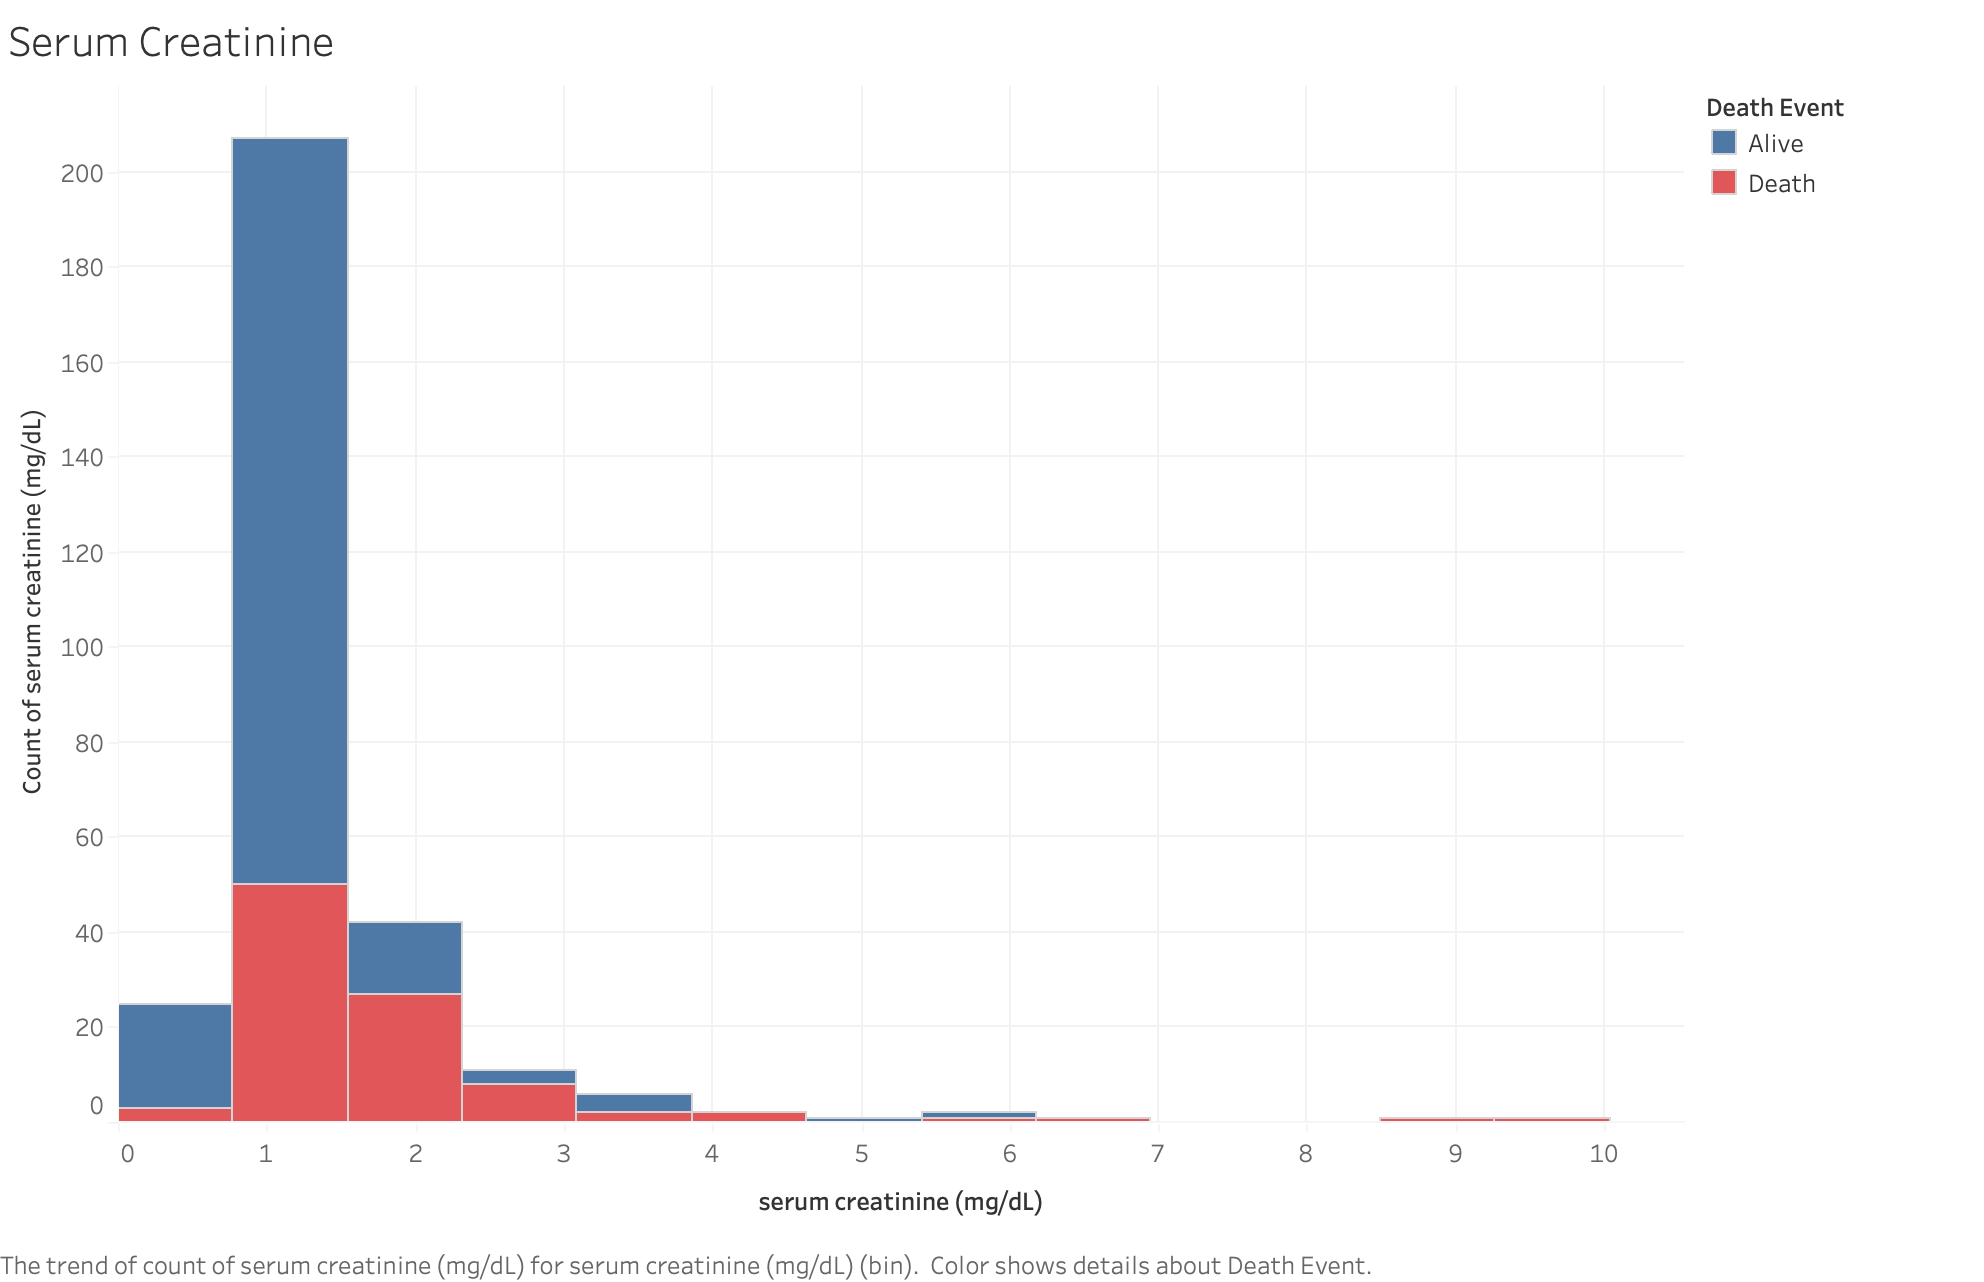 Serum Creatinine
Death Event
Alive
Death
Count of serum creatinine (mg/dL)
200
180
160
140
120
100
80
60
40
20
0
0 1 2 3 4 5 6 7 8 9 10
serum creatinine (mg/dL)
The trend of count of serum creatinine (mg/dL) for serum creatinine (mg/dL) (bin).  Color shows details about Death Event.